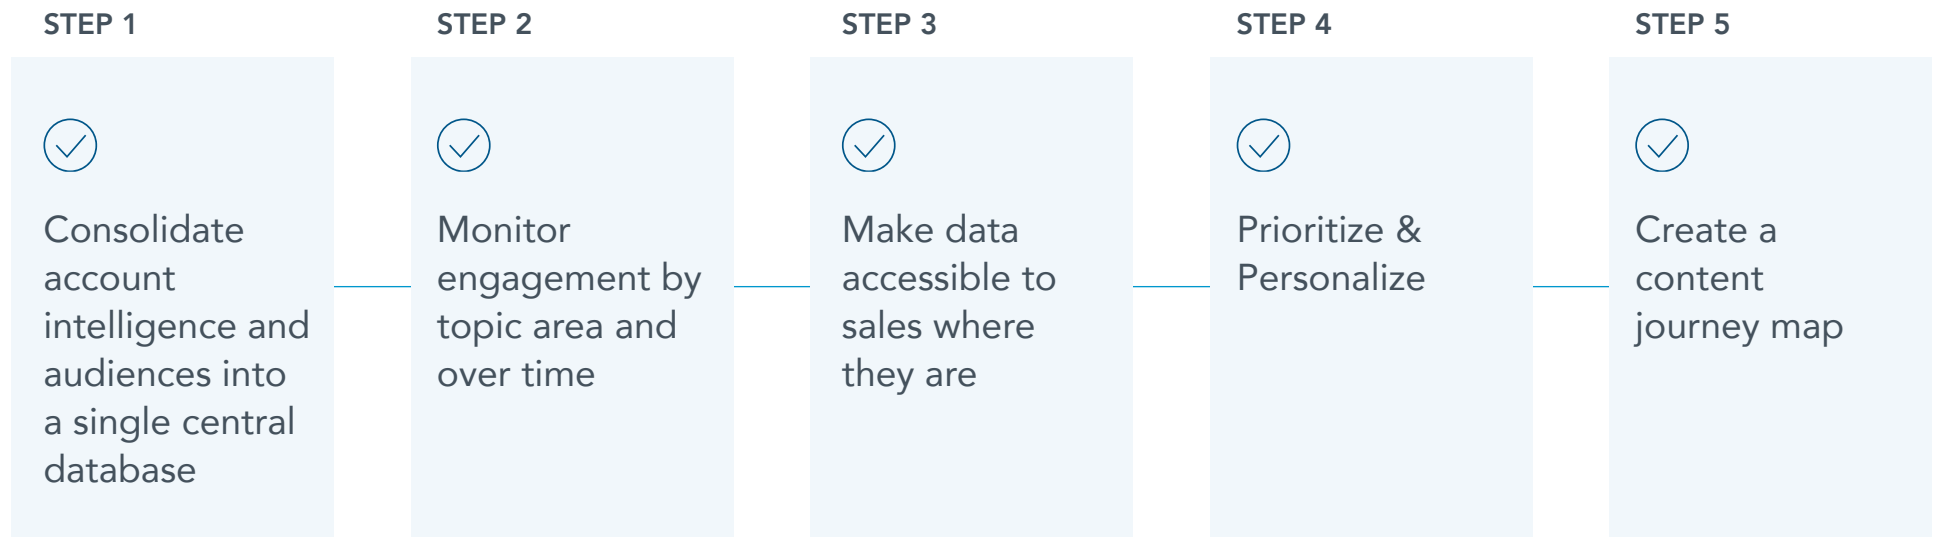 STEP 1
Consolidate
account
intelligence and
audiences into
a single central
database
STEP 2
Monitor
engagement by
topic area and
over time
STEP 3
Make data
accessible to
sales where
they are
STEP 4
Prioritize &
Personalize
STEP 5
Create a
content
journey map